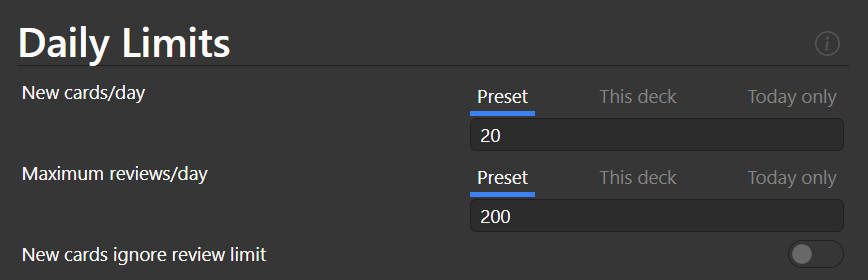 Daily Limits
New cards/day
Preset This deck Today only
20
Maximum reviews/day
Preset This deck Today only
200
New cards ignore review limit